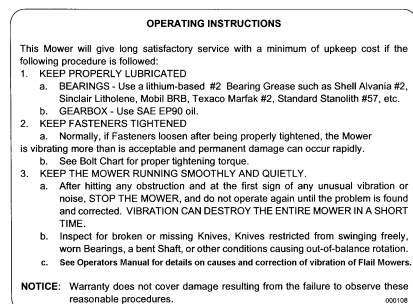 OPERATING INSTRUCTIONS
This Mower will give long satisfactory service with a minimum of upkeep cost if the
following procedure is followed:
1. KEEP PROPERLY LUBRICATED
a. BEARINGS - Use a lithium-based #2 Bearing Grease such as Shell Alvania #2,
Sinclair Litholene, Mobil BRB, Texaco Marfak #2, Standard Stanolith #57, etc.
b. GEARBOX - Use SAE EP90 oil.
2. KEEP FASTENERS TIGHTENED
a. Normally, if Fasteners loosen after being properly tightened, the Mower
is vibrating more than is acceptable and permanent damage can occur rapidly.
b. See Bolt Chart for proper tightening torque.
3. KEEP THE MOWER RUNNING SMOOTHLY AND QUIETLY.
a. After hitting any obstruction and at the first sign of any unusual vibration or
noise, STOP THE MOWER, and do not operate again until the problem is found
and corrected. VIBRATION CAN DESTROY THE ENTIRE MOWER IN A SHORT
TIME.
b. Inspect for broken or missing Knives, Knives restricted from swinging freely,
worn Bearings, a bent Shaft, or other conditions causing out-of-balance rotation.
c. See Operators Manual for details on causes and correction of vibration of Flail Mowers.
NOTICE: Warranty does not cover damage resulting from the failure to observe these
reasonable procedures.
000108